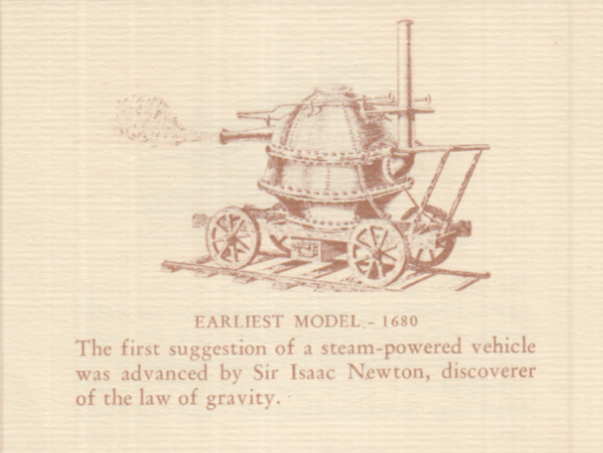 EARLIEST MODEL - 1680
The first suggestion of a steam-powered vehicle
was advanced by Sir Isaac Newton, discoverer
of the law of gravity.